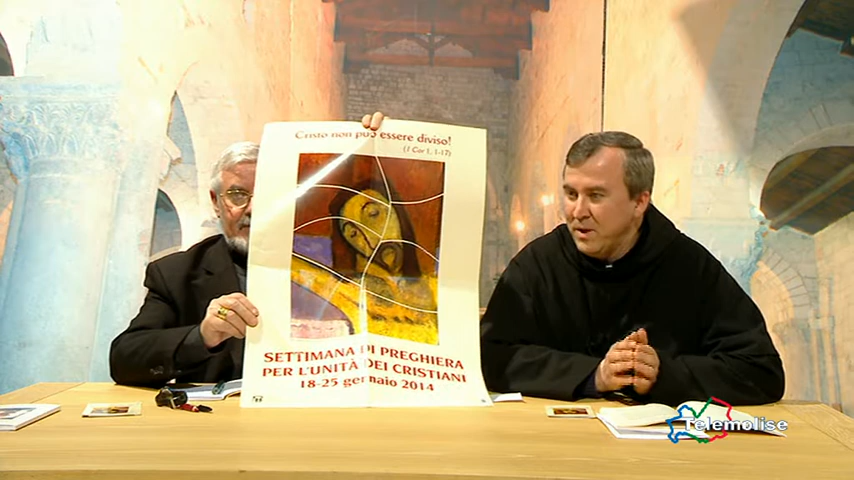 Cristo non può essere diviso!
(1 Cor 1, 1-17)
SETTIMANA DI PREGHIERA
PER L'UNITÀ DEI CRISTIANI
18-25 gennaio 2014
Telemolise